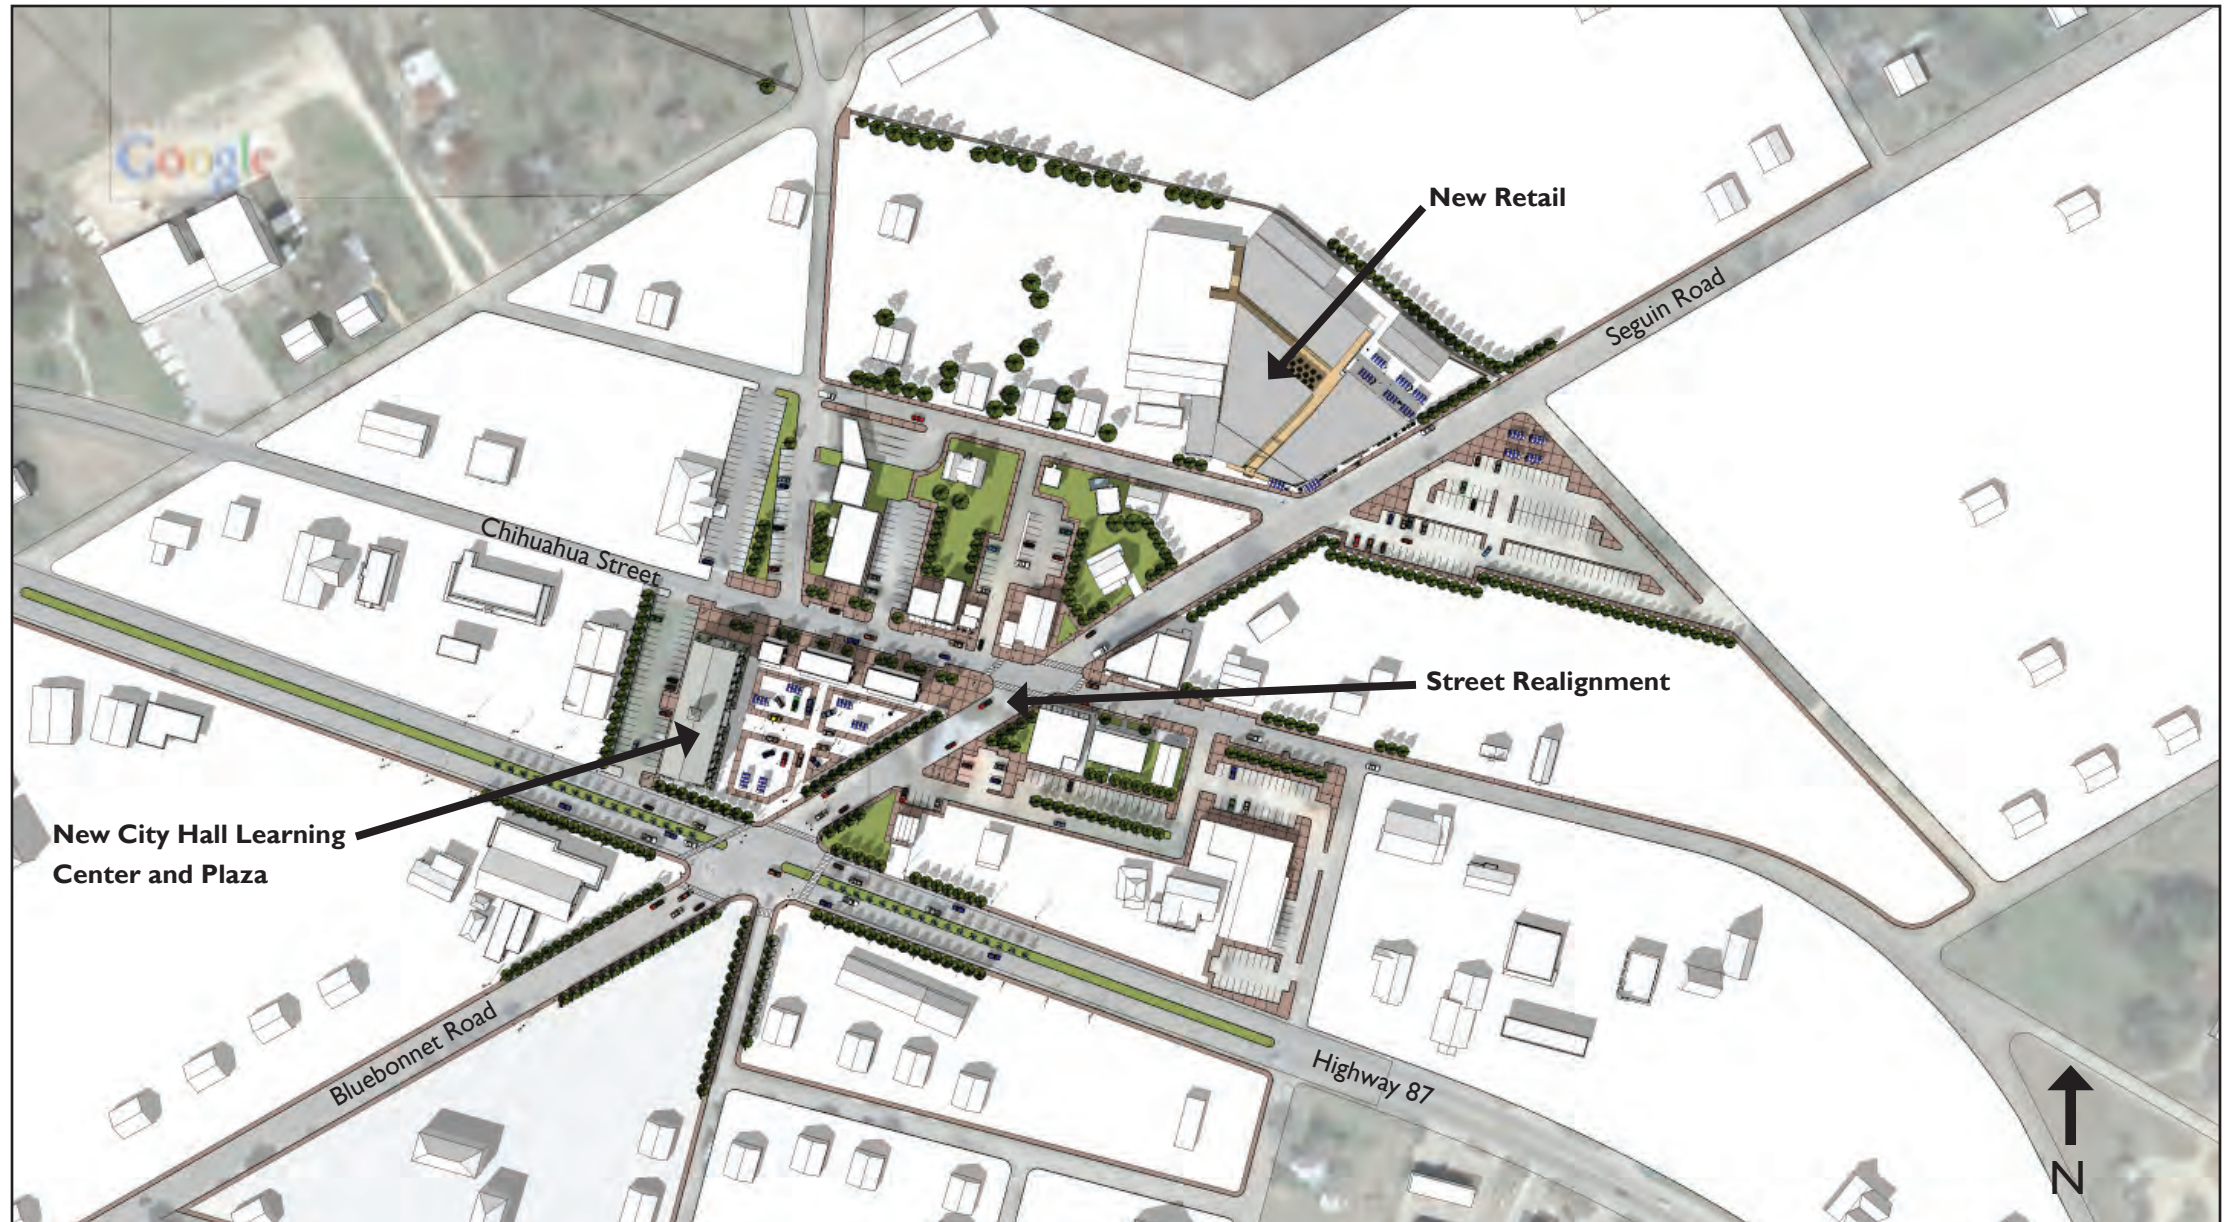 Google
New Retail
Seguin Road
Chihuahua Street
Street Realignment
New City Hall Learning
Center and Plaza
Bluebonnet Road
Highway 87
N